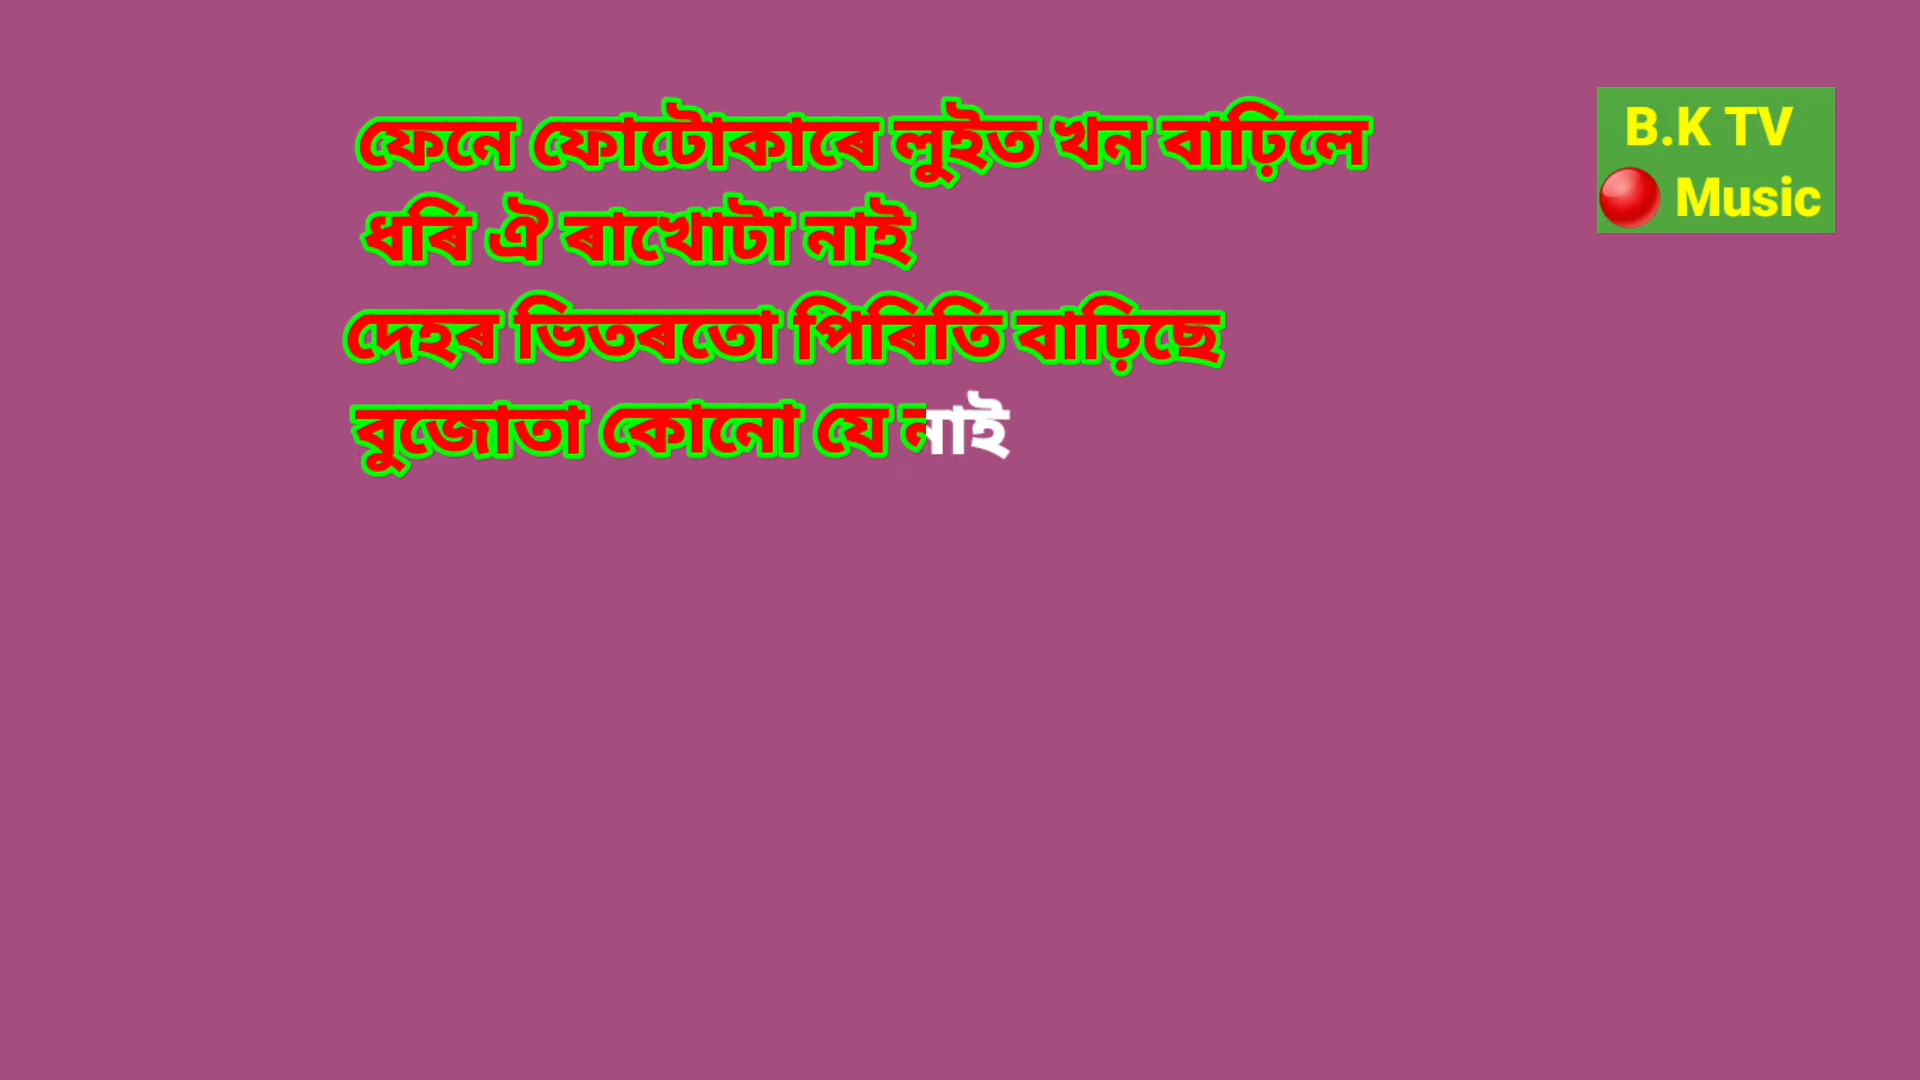 ফেনে ফোটোকাৰে লুইত খন বাঢ়িলে
ধৰি ঐ ৰাখোটা নাই
দেহৰ ভিতৰতো পিৰিতি বাঢ়িছে
বুজোতা কোনো যে নাই
B.K TV
Music